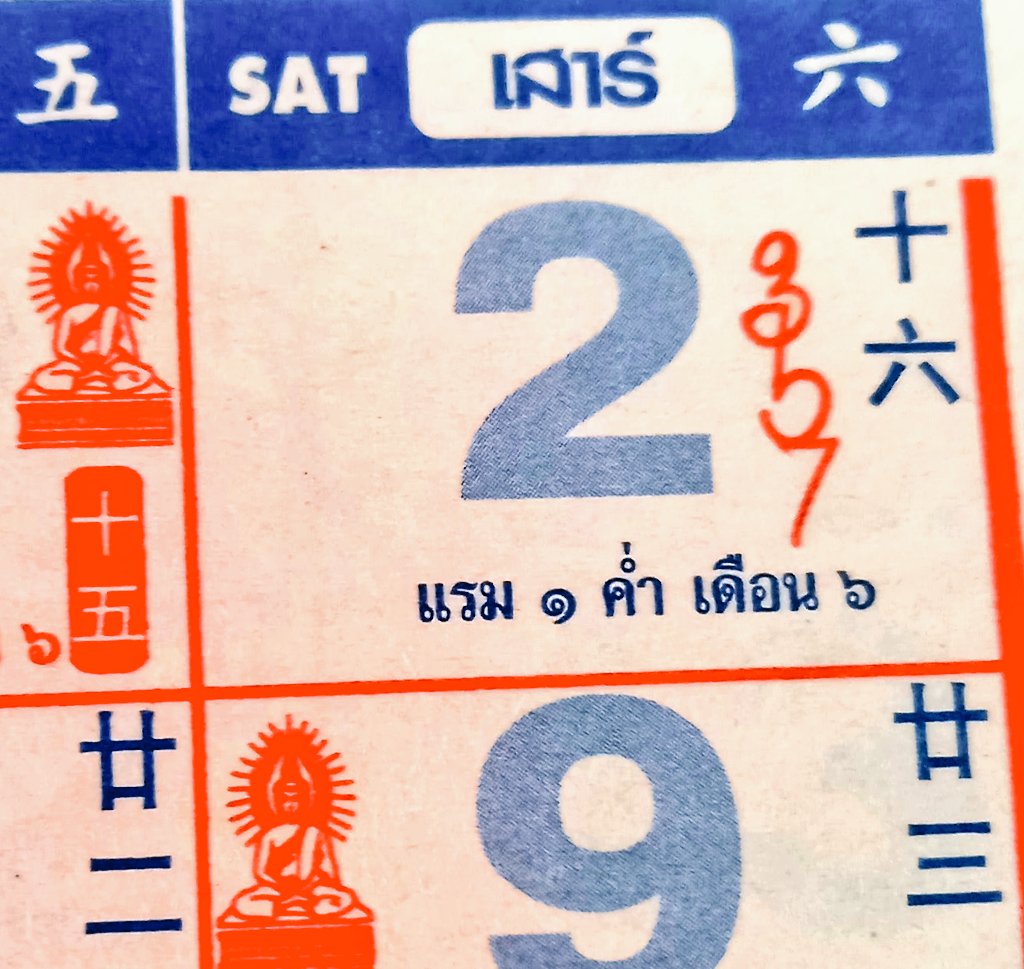 五 SAT เสาร์ 六
2
十六
แรม ๑ ค่ำ เดือน ๖
十五
๖
廿二
9
廿三